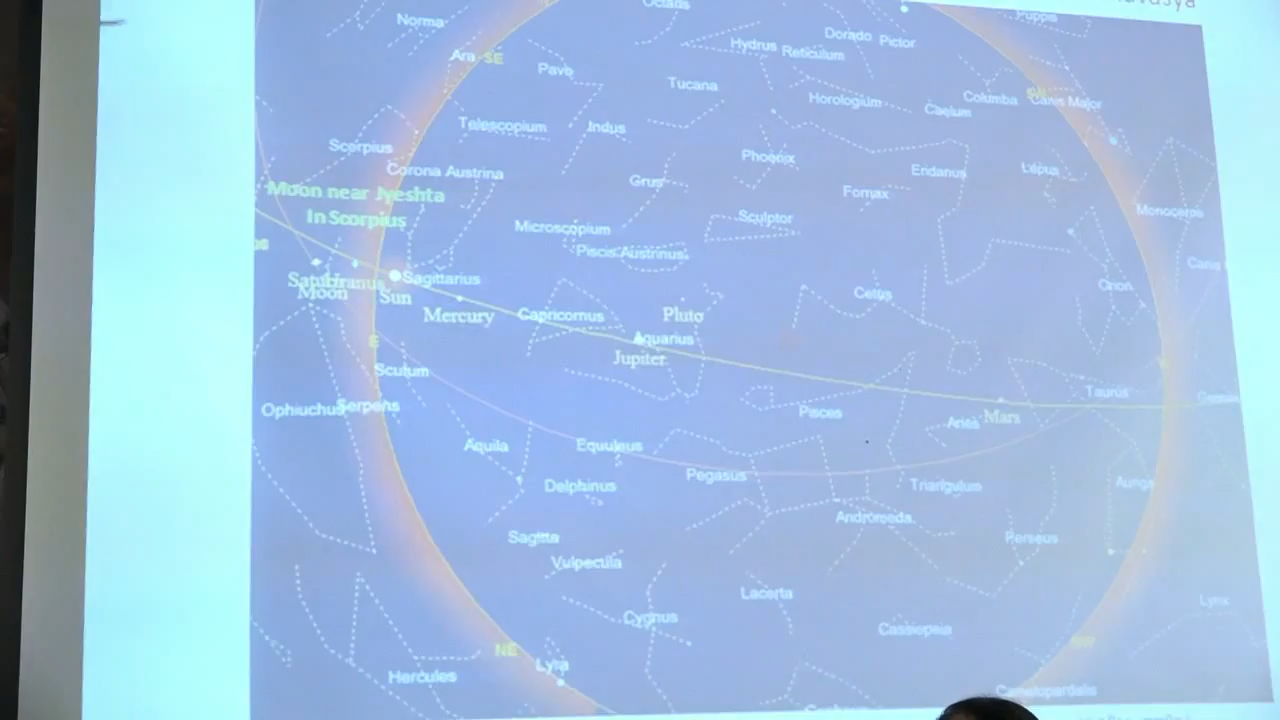 Octans
Puppis
Norma
Dorado
Pictor
Hydrus
Reticulum
Ara
SE
Pavo
Tucana
Horologium
Columba
Canis Major
Caelum
Telescopium
Indus
Scorpius
Phoenix
Corona Austrina
Grus
Fornax
Eridanus
Lepus
Moon near Jyeshta
In Scorpius
Microscopium
Sculptor
Monoceros
Piscis Austrinus
Uranus
Sagittarius
Moon
Sun
Cetus
Orion
Mercury
Capricornus
Pluto
Aquarius
Jupiter
E
Scutum
Taurus
Ophiuchus
Serpens
Pisces
Aries
Mars
Aquila
Equuleus
Pegasus
Delphinus
Triangulum
Auriga
Andromeda
Sagitta
Perseus
Vulpecula
Lacerta
Lynx
Cygnus
Cassiopeia
NE
NW
Lyra
Hercules
Camelopardalis